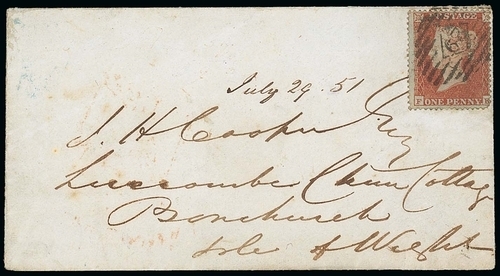 POSTAGE
ONE PENNY
July 29. 51
J. H. Cooper Esq
Luccombe Chine Cottage
Bonchurch
Isle of Wight